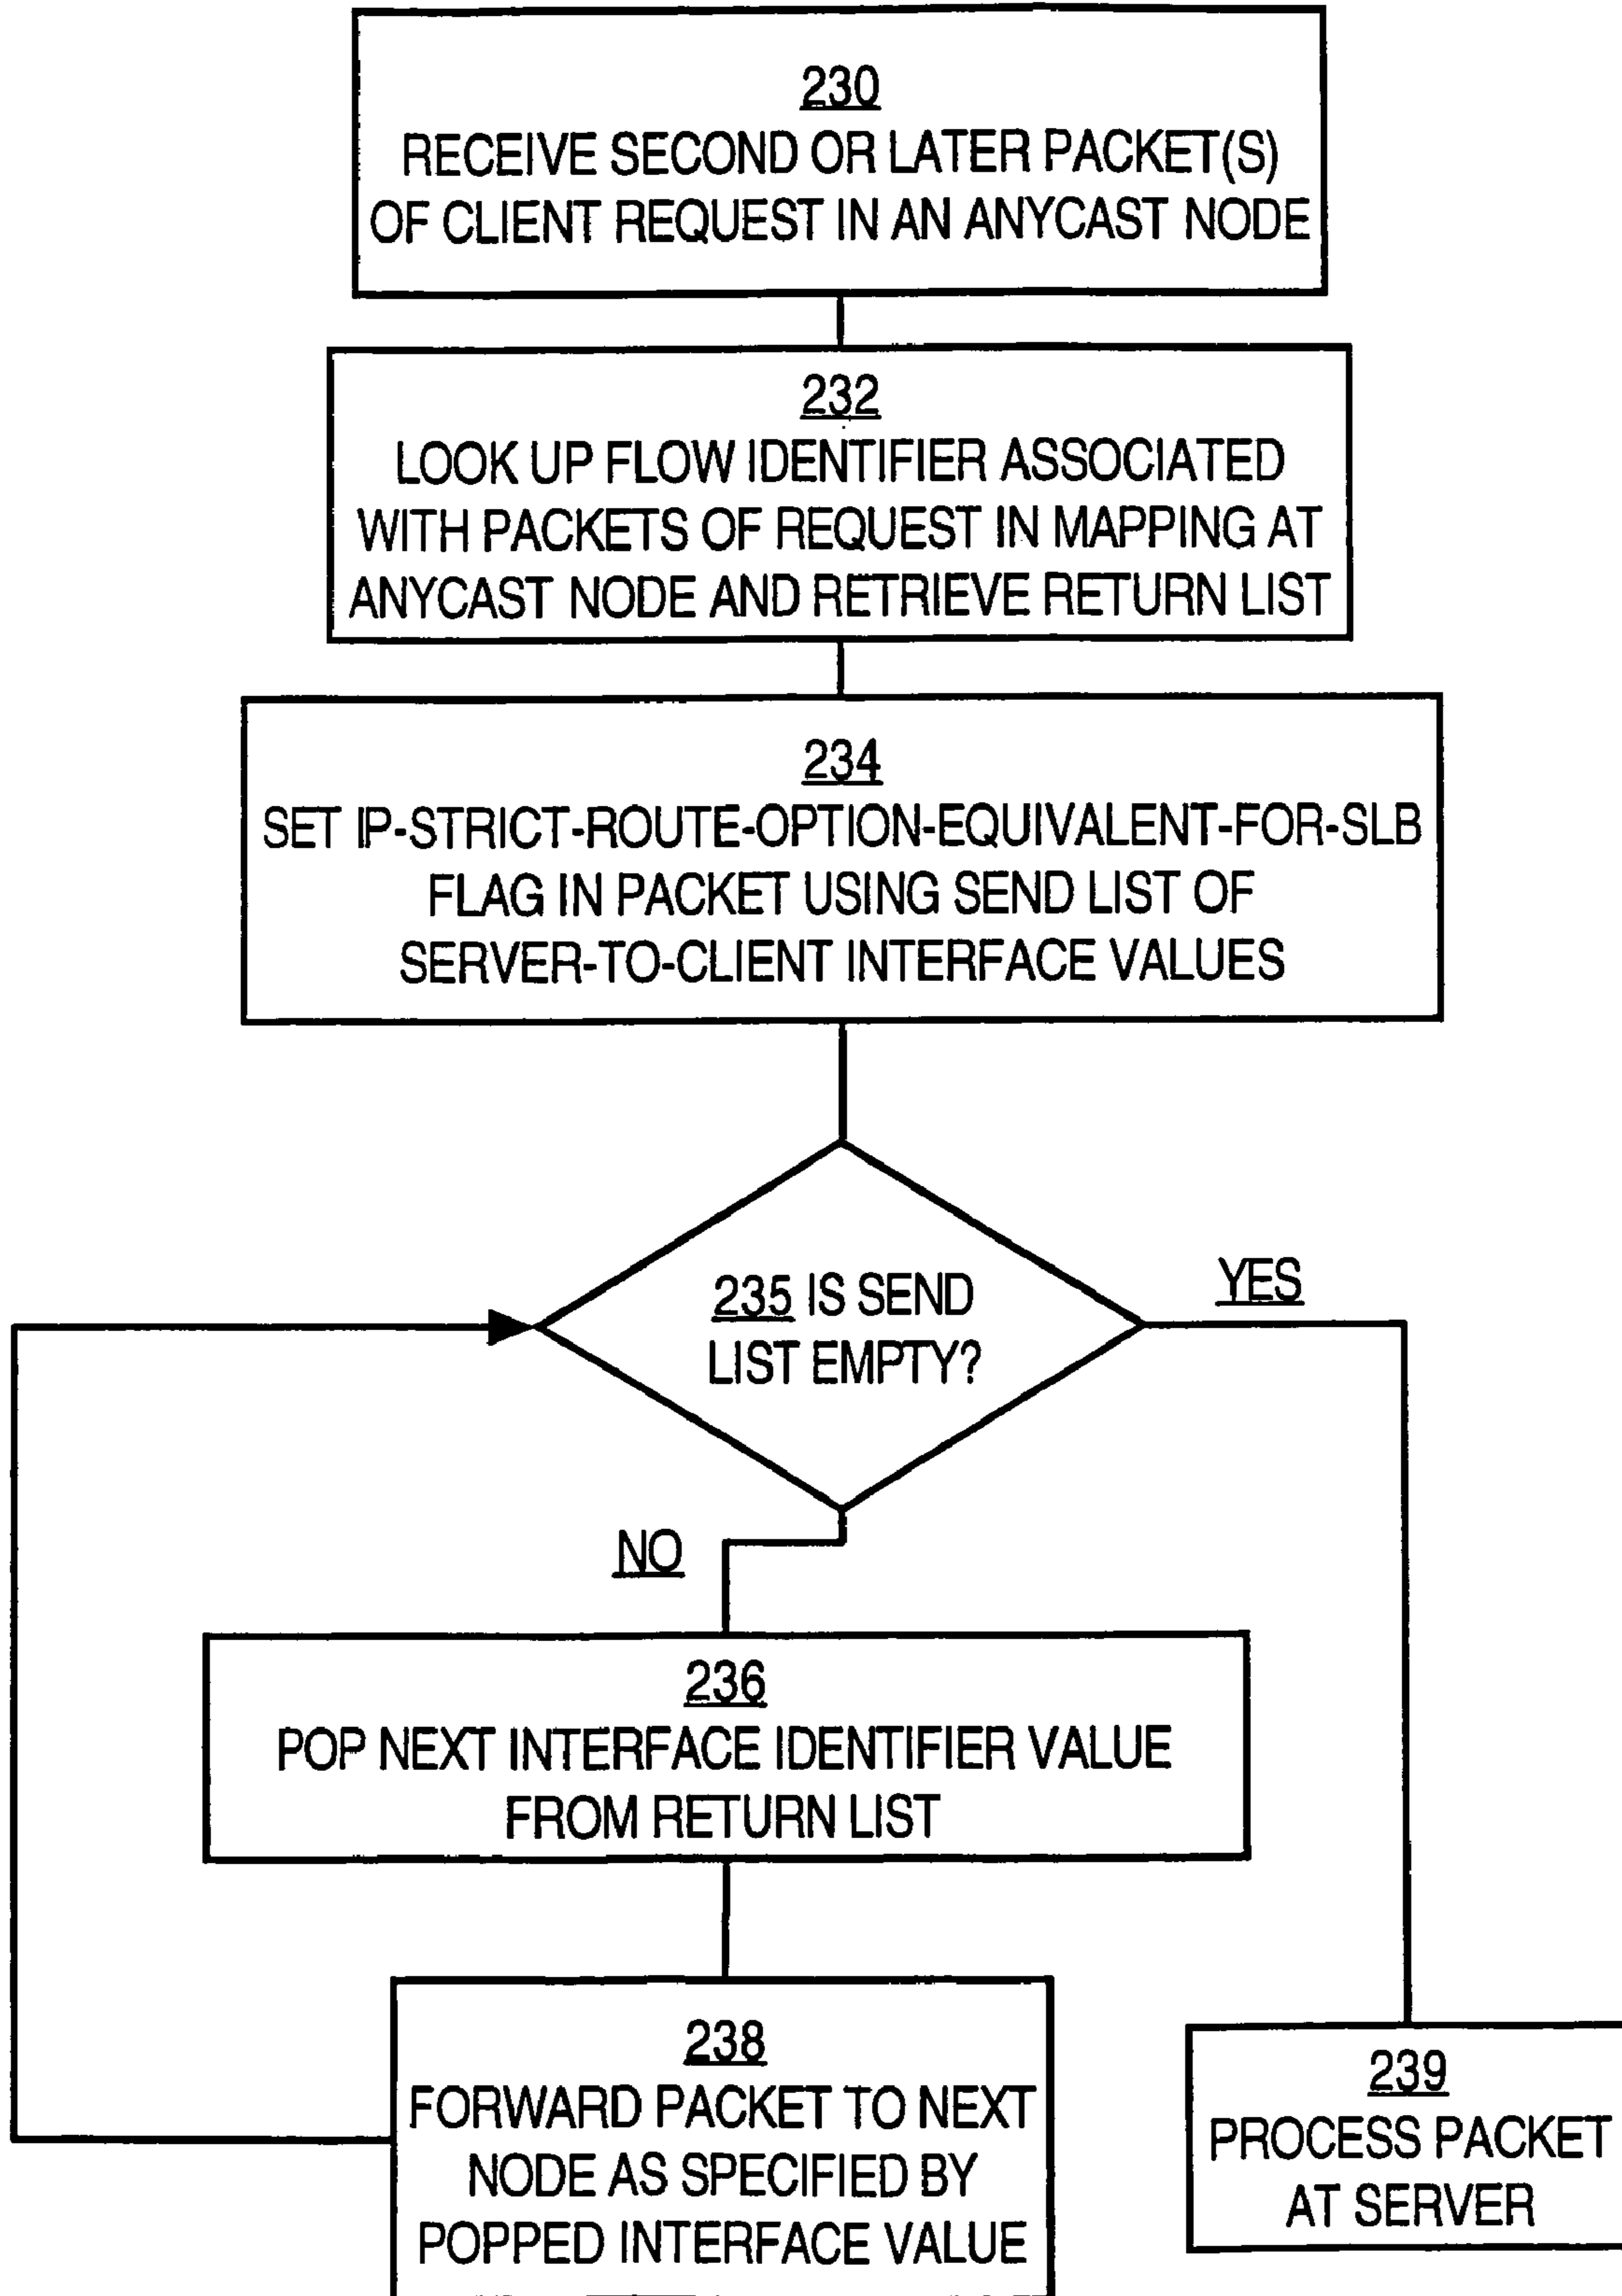 230
RECEIVE SECOND OR LATER PACKET(S)
OF CLIENT REQUEST IN AN ANYCAST NODE
232
LOOK UP FLOW IDENTIFIER ASSOCIATED
WITH PACKETS OF REQUEST IN MAPPING AT
ANYCAST NODE AND RETRIEVE RETURN LIST
234
SET IP-STRICT-ROUTE-OPTION-EQUIVALENT-FOR-SLB
FLAG IN PACKET USING SEND LIST OF
SERVER-TO-CLIENT INTERFACE VALUES
235 IS SEND
LIST EMPTY?
YES
NO
236
POP NEXT INTERFACE IDENTIFIER VALUE
FROM RETURN LIST
238
FORWARD PACKET TO NEXT
NODE AS SPECIFIED BY
POPPED INTERFACE VALUE
239
PROCESS PACKET
AT SERVER